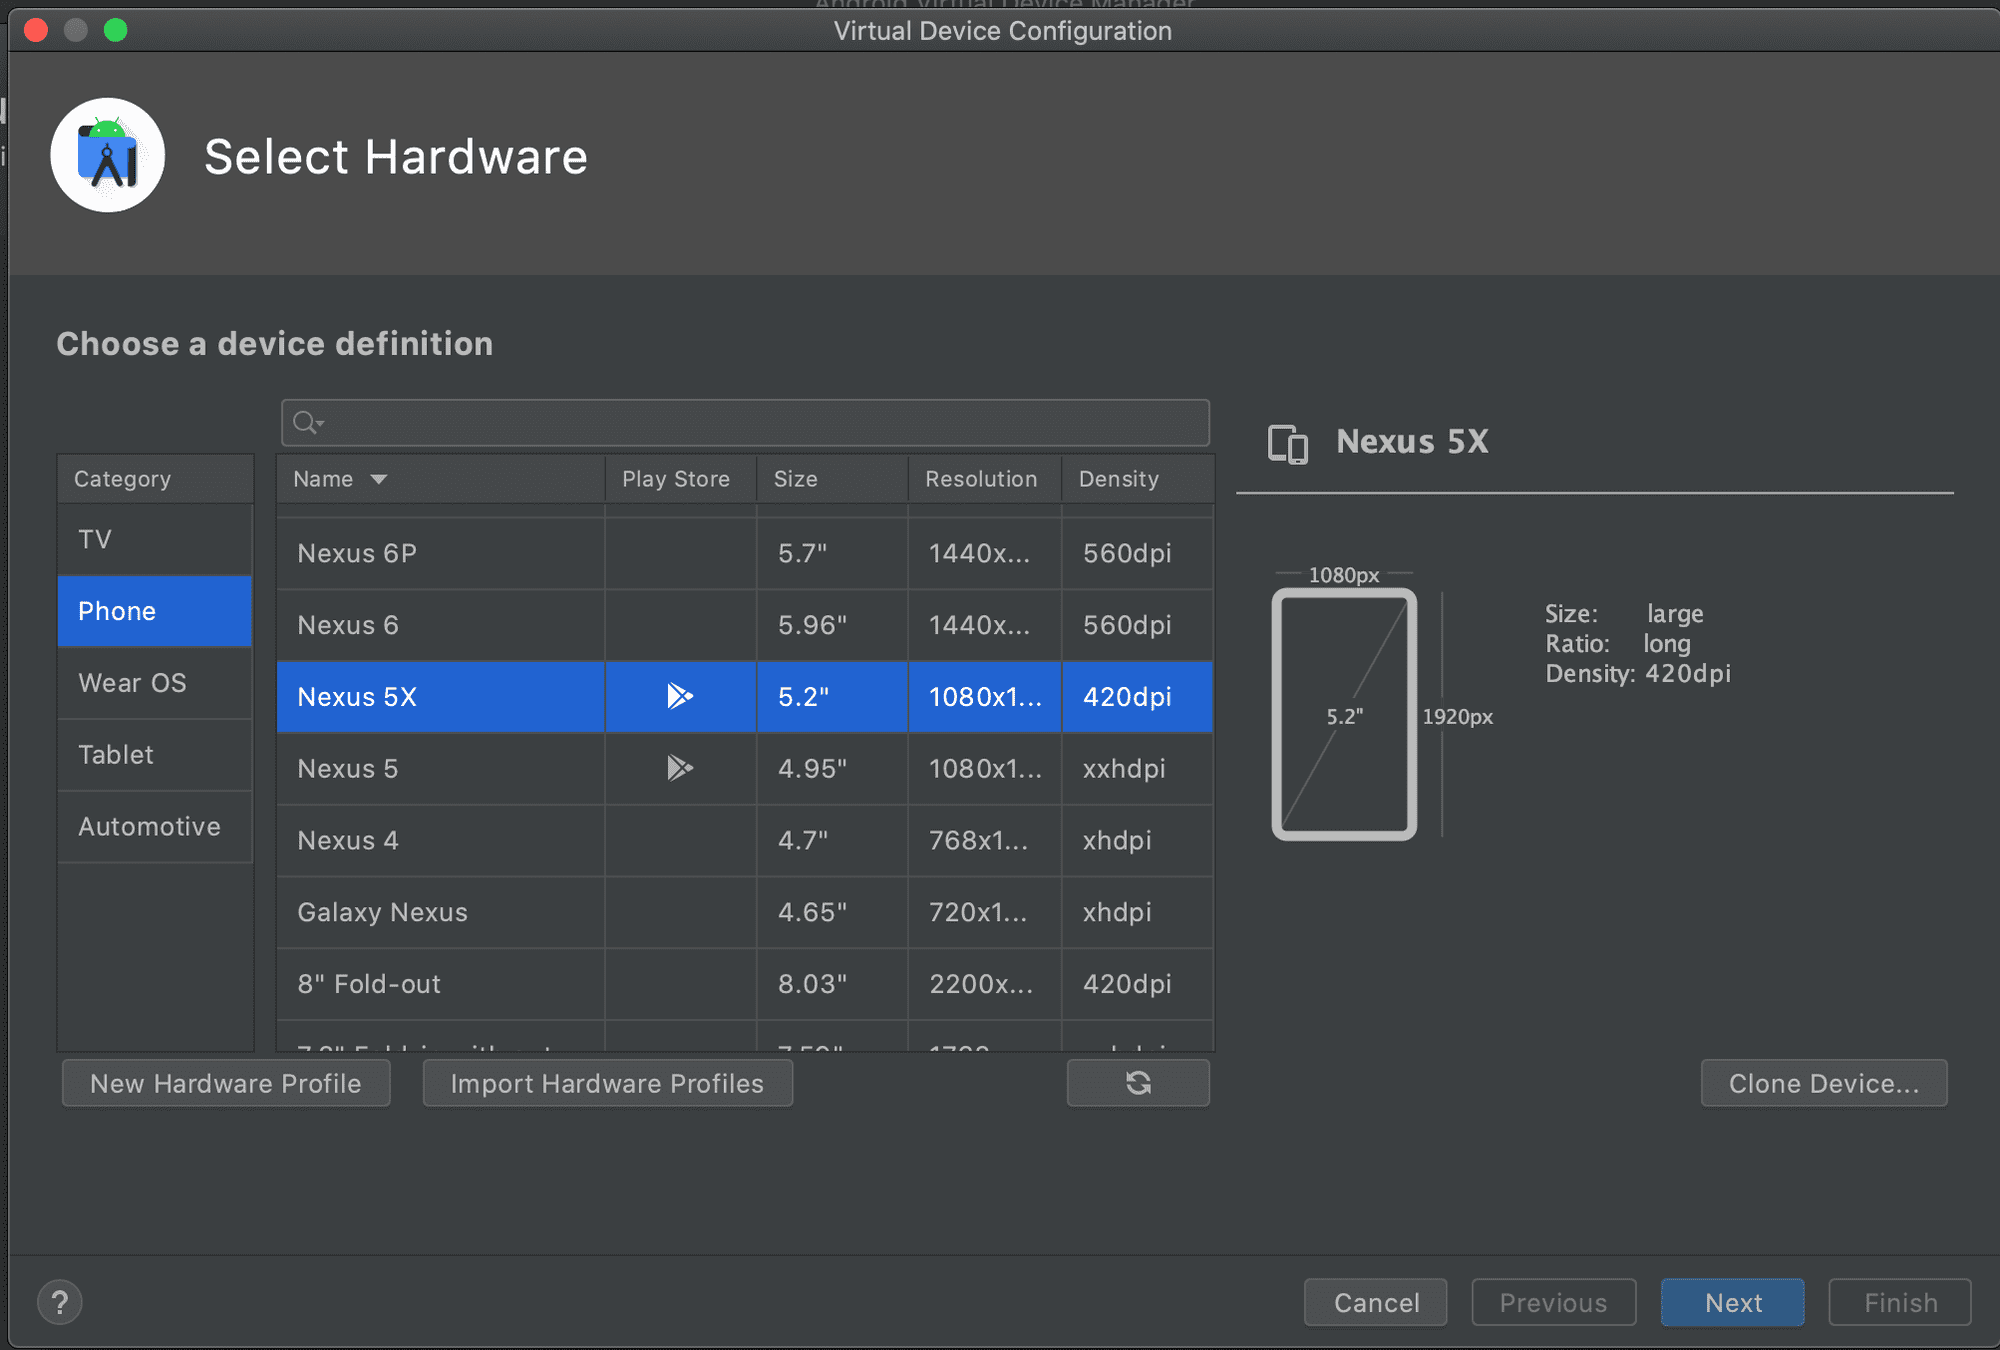 Android Virtual Device Manager
Virtual Device Configuration
Select Hardware
Choose a device definition
Category
TV
Phone
Wear OS
Tablet
Automotive
Name Play Store Size Resolution Density
Nexus 6P 5.7" 1440x... 560dpi
Nexus 6 5.96" 1440x... 560dpi
Nexus 5X 5.2" 1080x1... 420dpi
Nexus 5 4.95" 1080x1... xxhdpi
Nexus 4 4.7" 768x1... xhdpi
Galaxy Nexus 4.65" 720x1... xhdpi
8" Fold-out 8.03" 2200x... 420dpi
Nexus 5X
1080px
5.2"
1920px
Size: large
Ratio: long
Density: 420dpi
New Hardware Profile
Import Hardware Profiles
Clone Device...
?
Cancel
Previous
Next
Finish